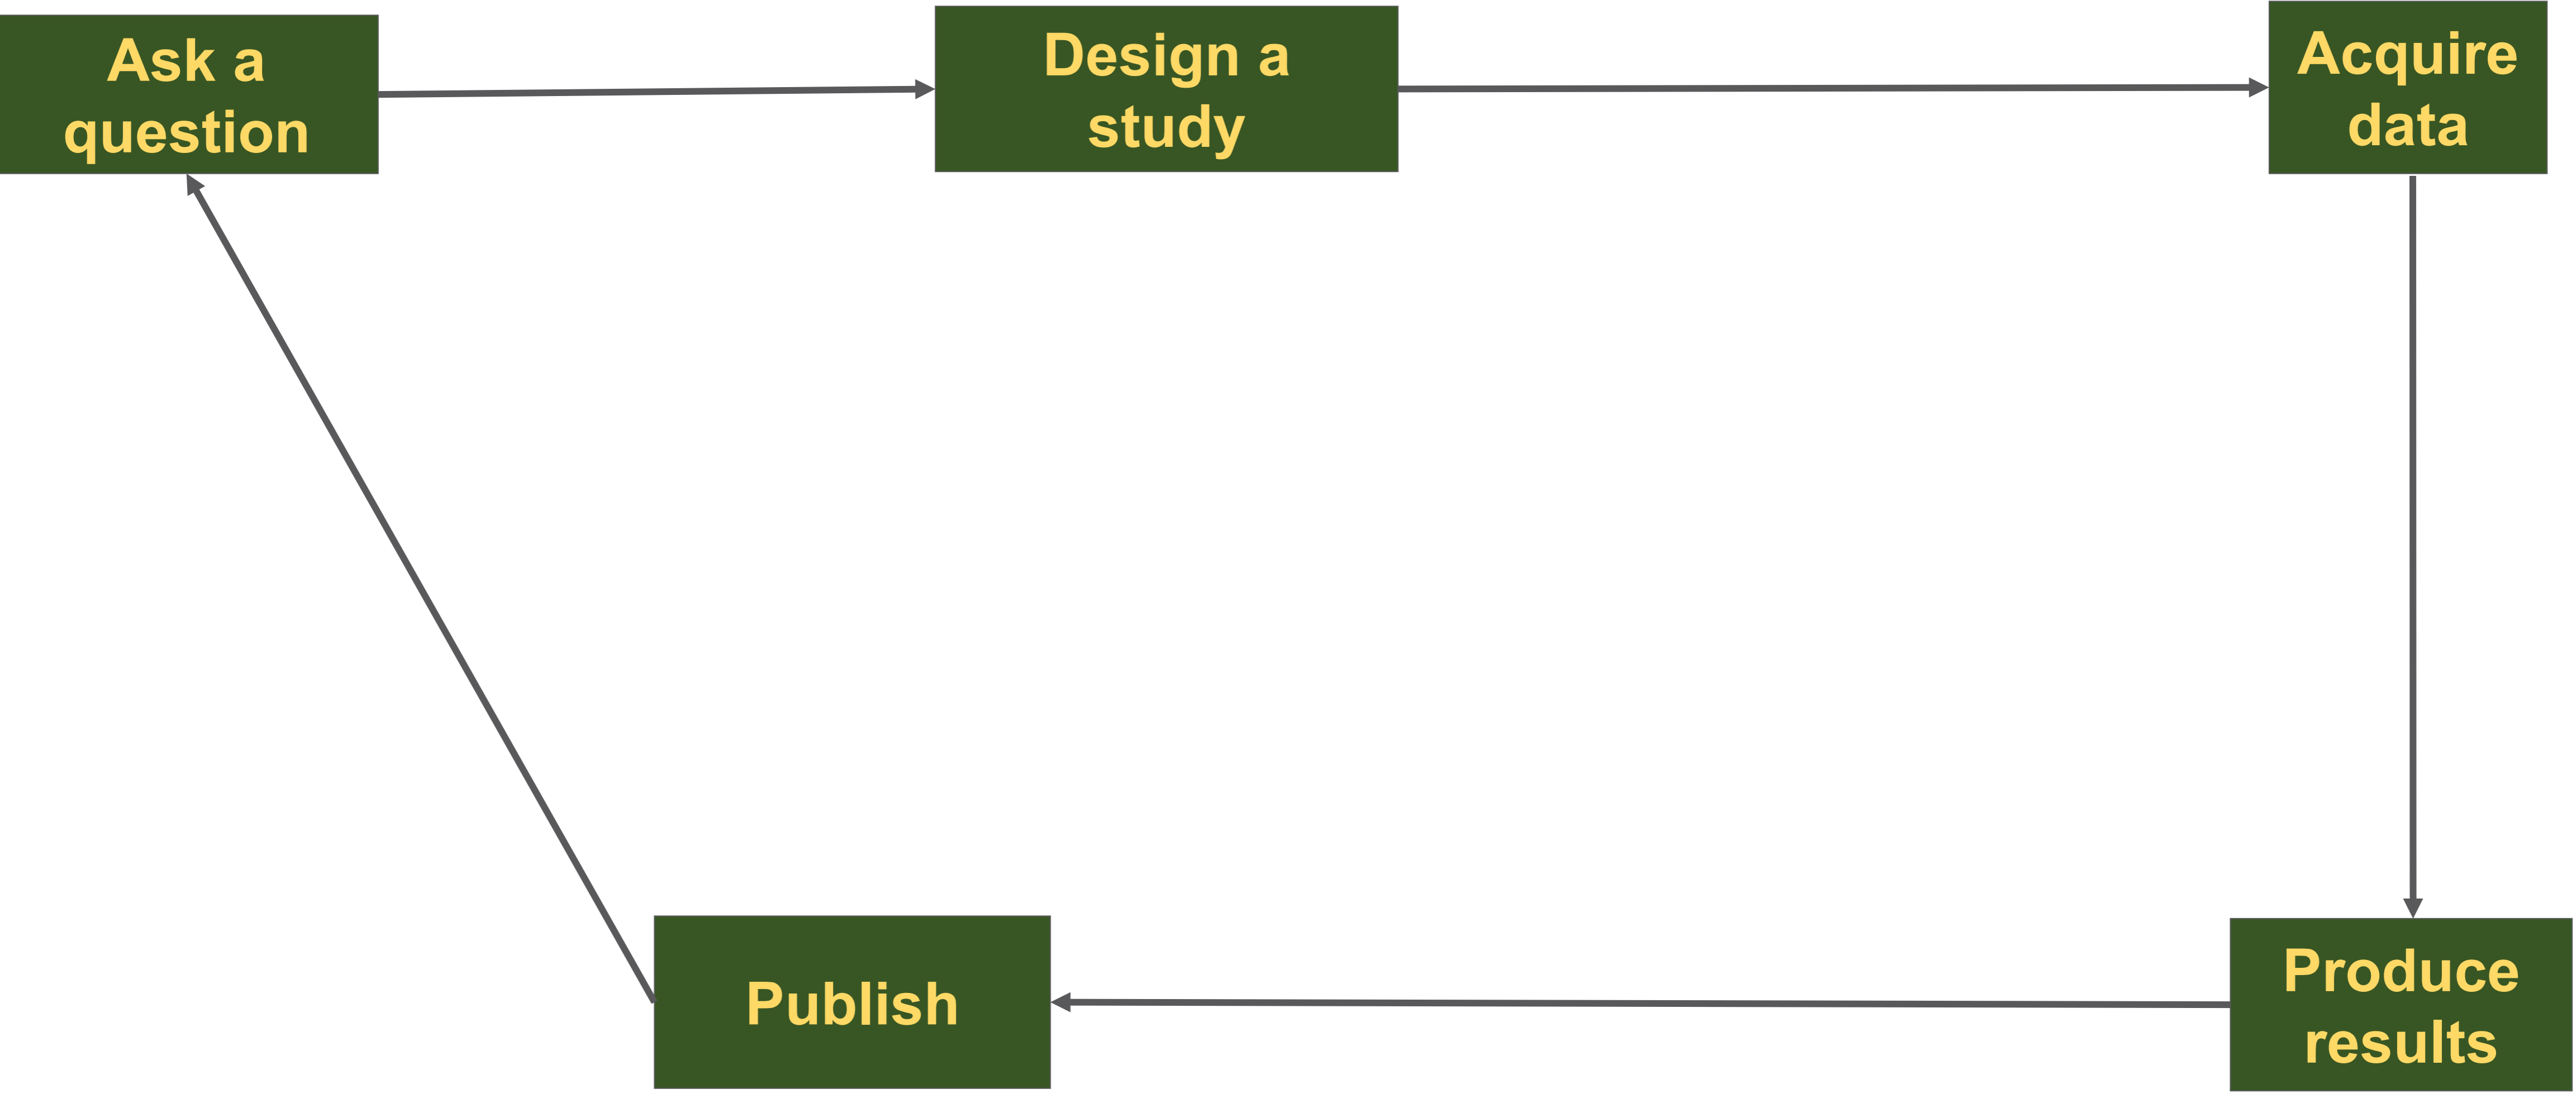 Ask a
question
Design a
study
Acquire
data
Publish
Produce
results